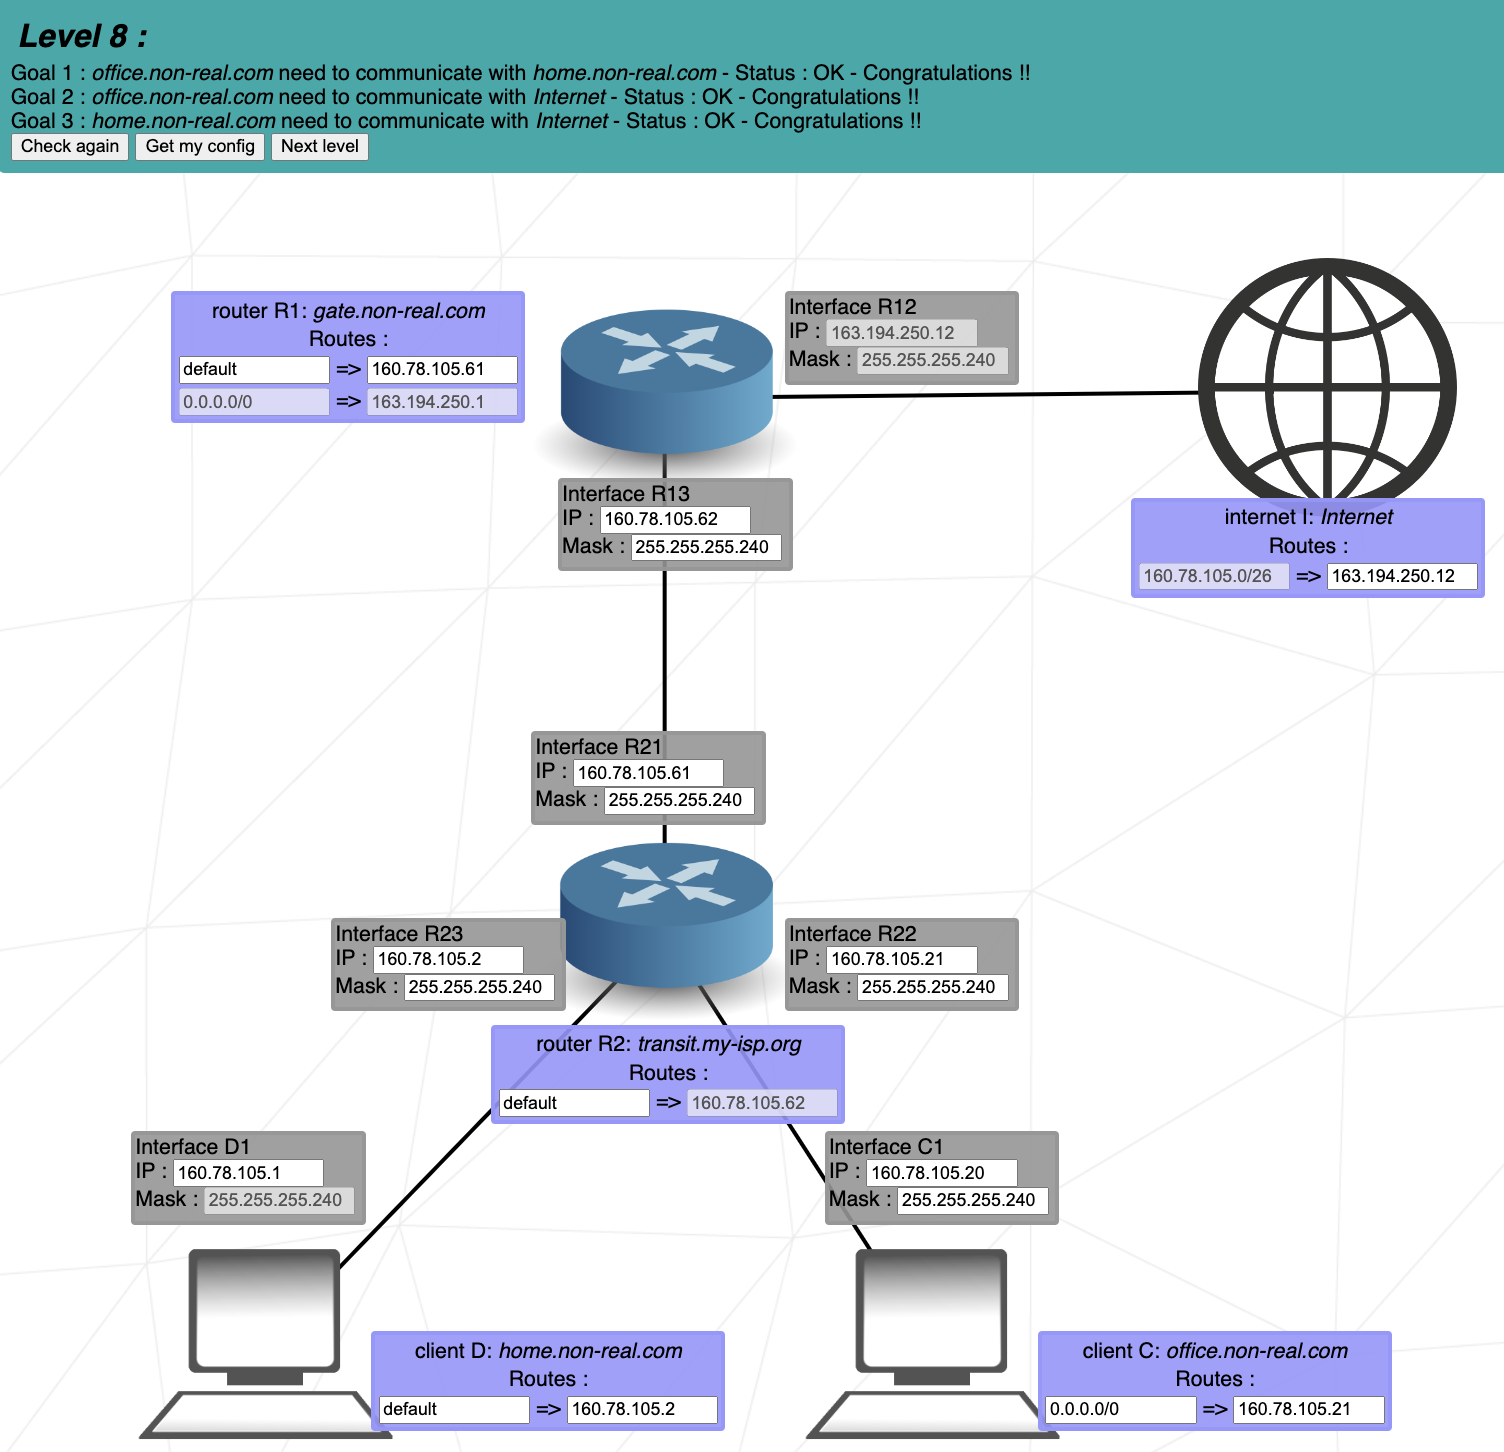 Level 8 :
Goal 1 : office.non-real.com need to communicate with home.non-real.com - Status : OK - Congratulations !!
Goal 2 : office.non-real.com need to communicate with Internet - Status : OK - Congratulations !!
Goal 3 : home.non-real.com need to communicate with Internet - Status : OK - Congratulations !!
Check again Get my config Next level
router R1: gate.non-real.com
Routes :
default => 160.78.105.61
0.0.0.0/0 => 163.194.250.1
Interface R12
IP : 163.194.250.12
Mask : 255.255.255.240
Interface R13
IP : 160.78.105.62
Mask : 255.255.255.240
internet I: Internet
Routes :
160.78.105.0/26 => 163.194.250.12
Interface R21
IP : 160.78.105.61
Mask : 255.255.255.240
Interface R23
IP : 160.78.105.2
Mask : 255.255.255.240
Interface R22
IP : 160.78.105.21
Mask : 255.255.255.240
router R2: transit.my-isp.org
Routes :
default => 160.78.105.62
Interface D1
IP : 160.78.105.1
Mask : 255.255.255.240
Interface C1
IP : 160.78.105.20
Mask : 255.255.255.240
client D: home.non-real.com
Routes :
default => 160.78.105.2
client C: office.non-real.com
Routes :
0.0.0.0/0 => 160.78.105.21